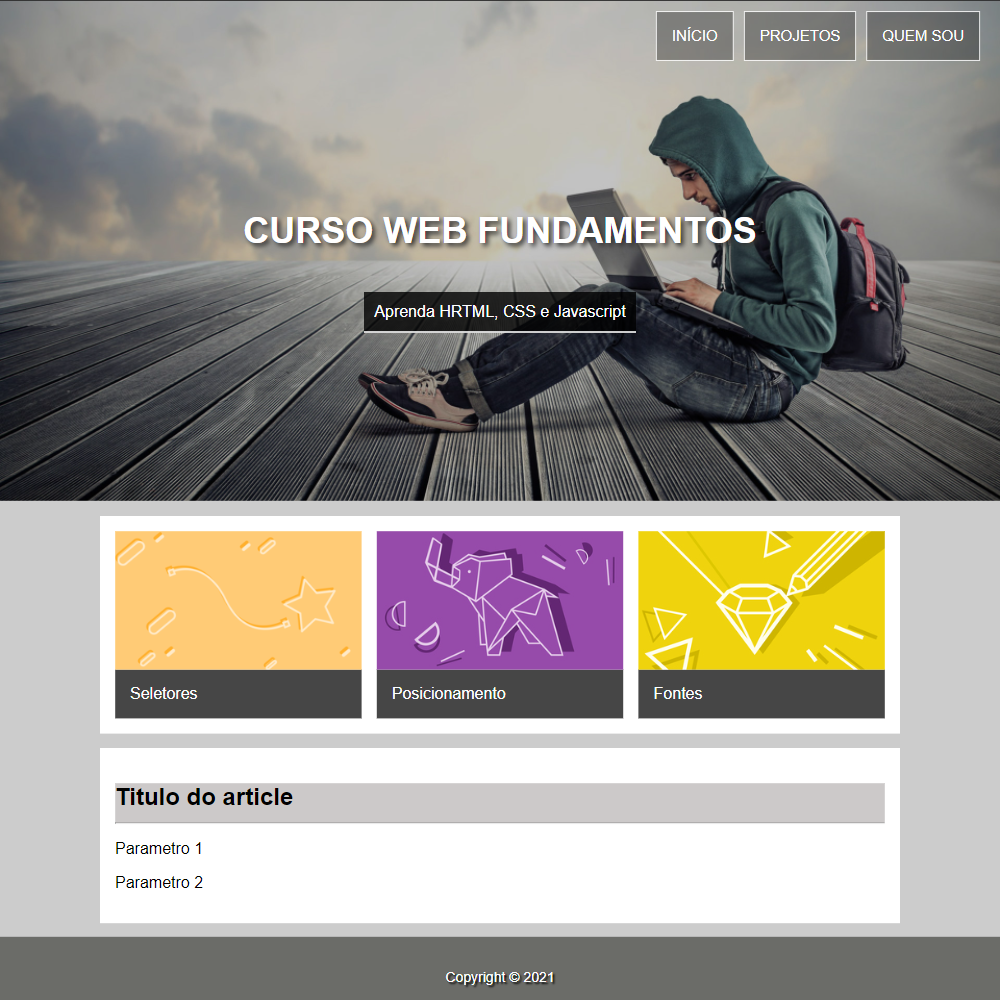 INÍCIO PROJETOS QUEM SOU
CURSO WEB FUNDAMENTOS
Aprenda HRTML, CSS e Javascript
Seletores
Posicionamento
Fontes
Titulo do article
Parametro 1
Parametro 2
Copyright © 2021